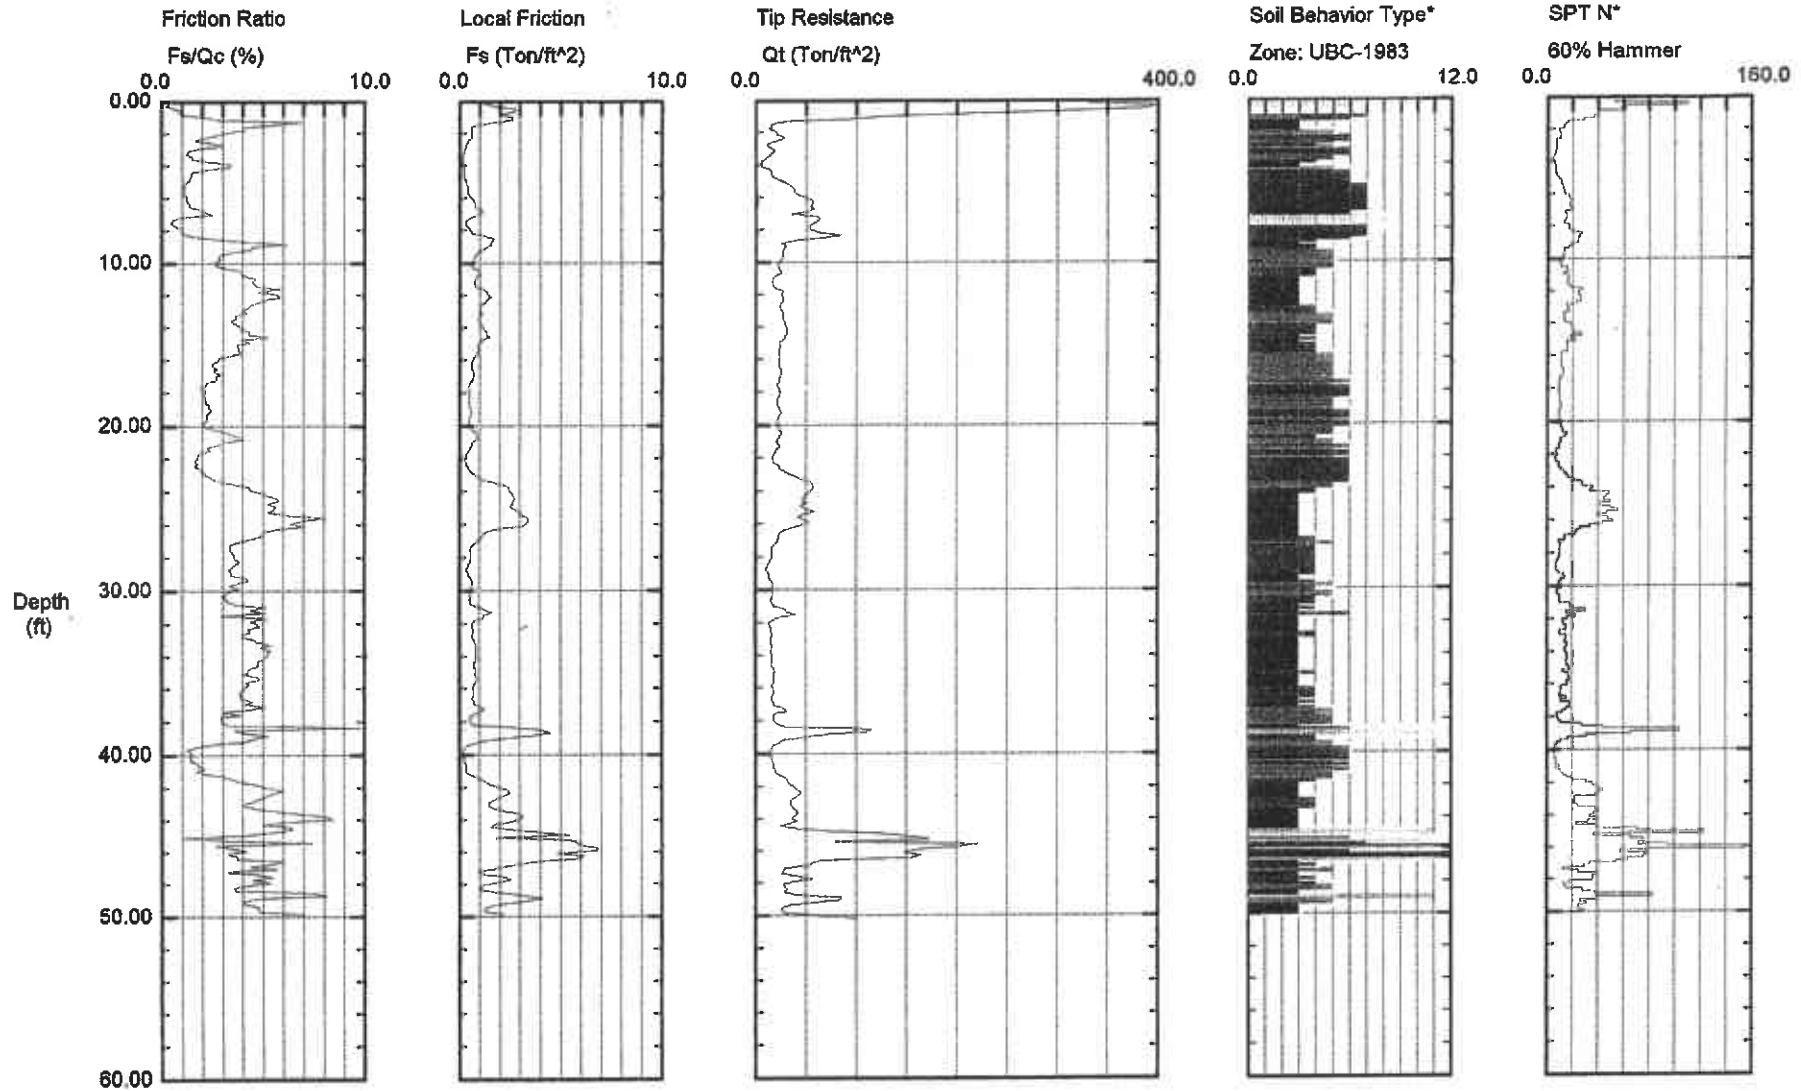 Friction Ratio
Fs/Qc (%)
0.0 10.0
Local Friction
Fs (Ton/ft^2)
0.0 10.0
Tip Resistance
Qt (Ton/ft^2)
0.0 400.0
Soil Behavior Type*
Zone: UBC-1983
0.0 12.0
SPT N*
60% Hammer
0.0 160.0
0.00
10.00
20.00
30.00
Depth
(ft)
40.00
50.00
60.00